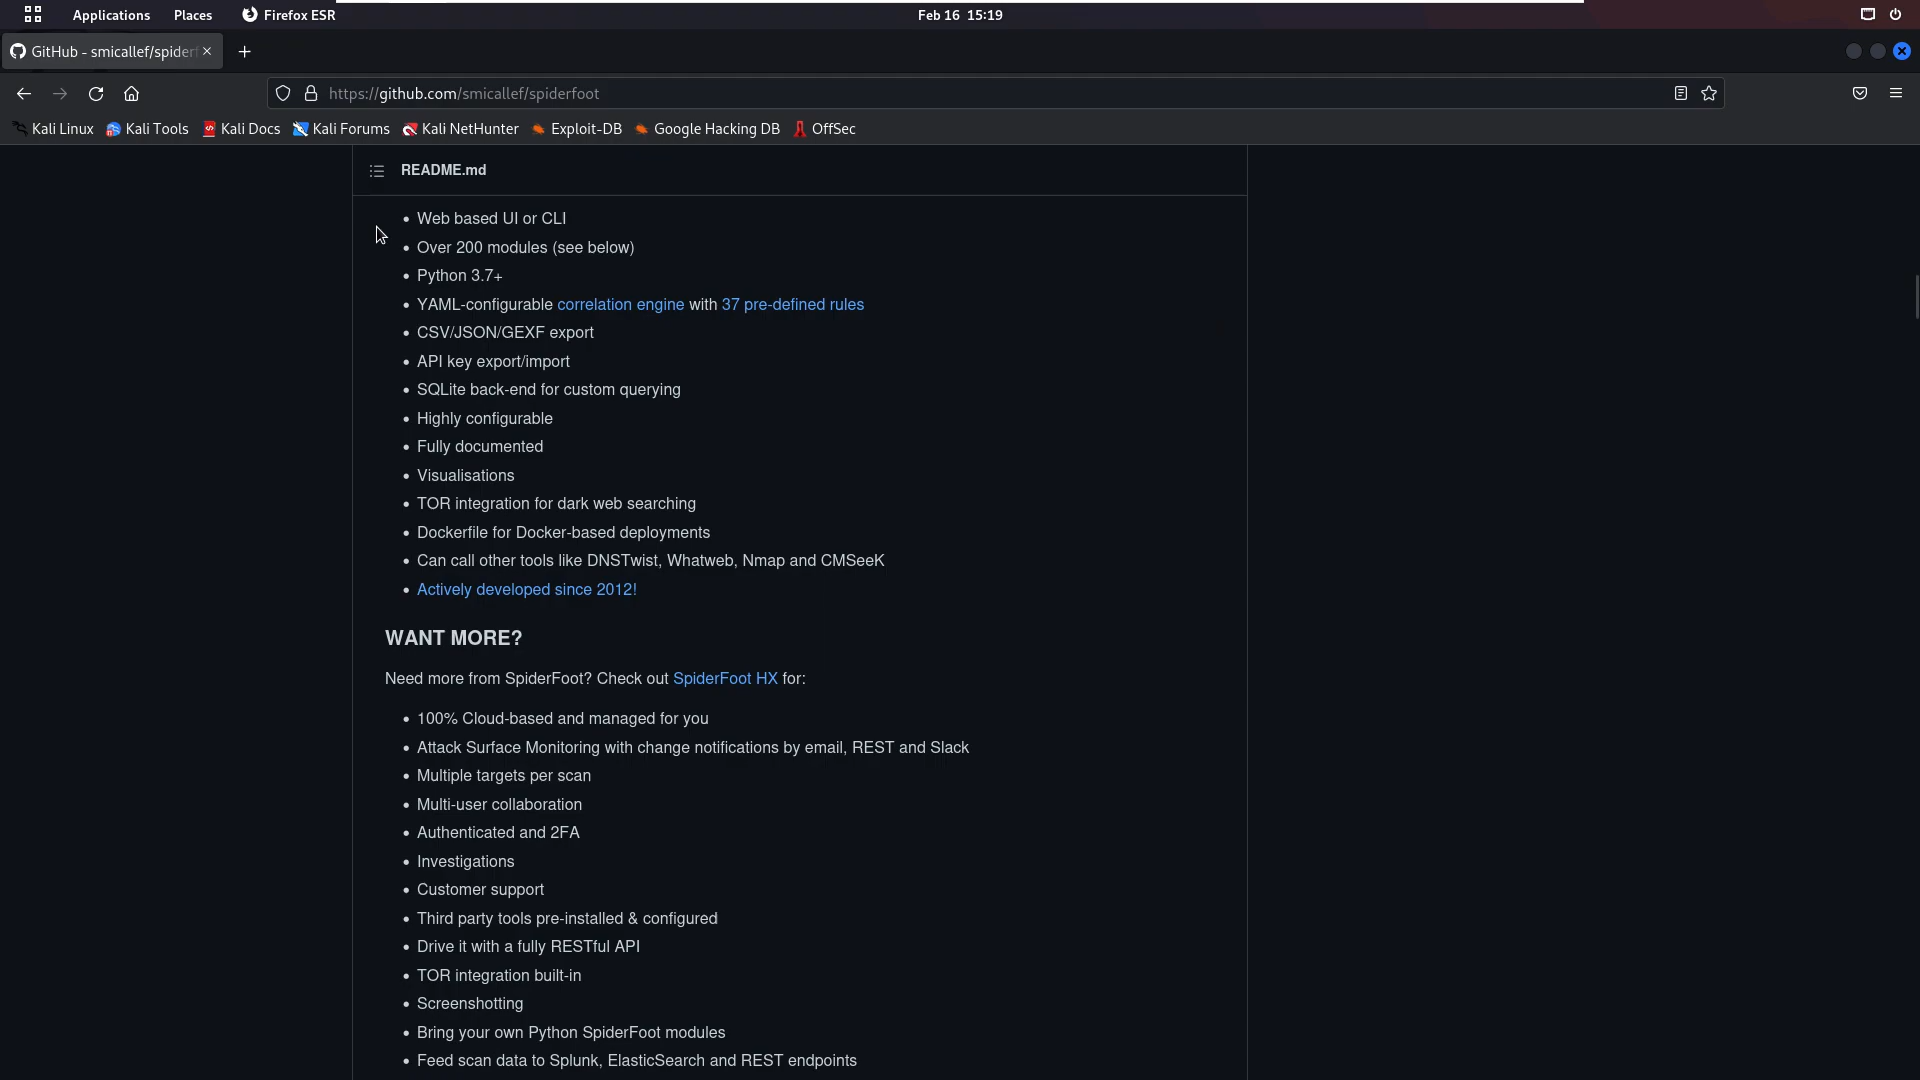 Applications Places Firefox ESR Feb 16 15:19
GitHub - smicallef/spiderf
https://github.com/smicallef/spiderfoot
Kali Linux Kali Tools Kali Docs Kali Forums Kali NetHunter Exploit-DB Google Hacking DB OffSec
README.md
• Web based UI or CLI
• Over 200 modules (see below)
• Python 3.7+
• YAML-configurable correlation engine with 37 pre-defined rules
• CSV/JSON/GEXF export
• API key export/import
• SQLite back-end for custom querying
• Highly configurable
• Fully documented
• Visualisations
• TOR integration for dark web searching
• Dockerfile for Docker-based deployments
• Can call other tools like DNSTwist, Whatweb, Nmap and CMSeeK
• Actively developed since 2012!
WANT MORE?
Need more from SpiderFoot? Check out SpiderFoot HX for:
• 100% Cloud-based and managed for you
• Attack Surface Monitoring with change notifications by email, REST and Slack
• Multiple targets per scan
• Multi-user collaboration
• Authenticated and 2FA
• Investigations
• Customer support
• Third party tools pre-installed & configured
• Drive it with a fully RESTful API
• TOR integration built-in
• Screenshotting
• Bring your own Python SpiderFoot modules
• Feed scan data to Splunk, ElasticSearch and REST endpoints